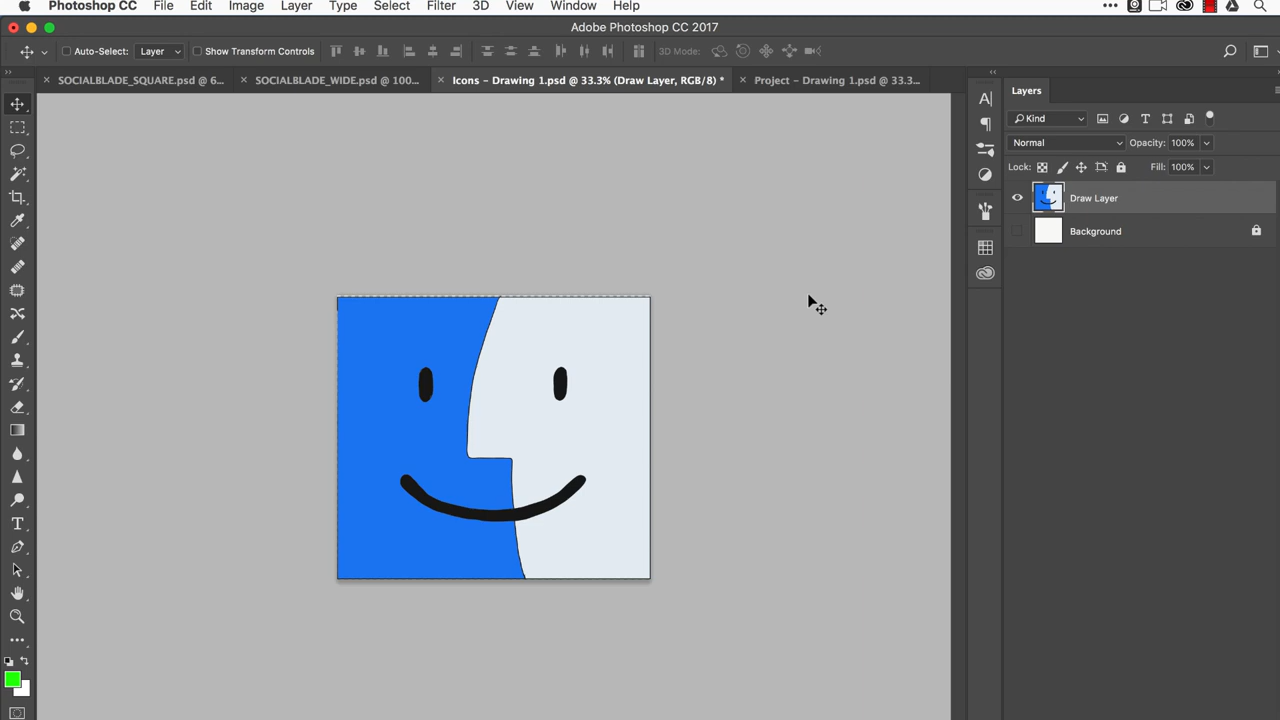 Photoshop CC File Edit Image Layer Type Select Filter 3D View Window Help
Adobe Photoshop CC 2017
Auto-Select: Layer Show Transform Controls 3D Mode:
SOCIALBLADE_SQUARE.psd @ 6... SOCIALBLADE_WIDE.psd @ 100... Icons – Drawing 1.psd @ 33.3% (Draw Layer, RGB/8) * Project – Drawing 1.psd @ 33.3...
Layers
Kind
Normal Opacity: 100%
Lock: Fill: 100%
Draw Layer
Background